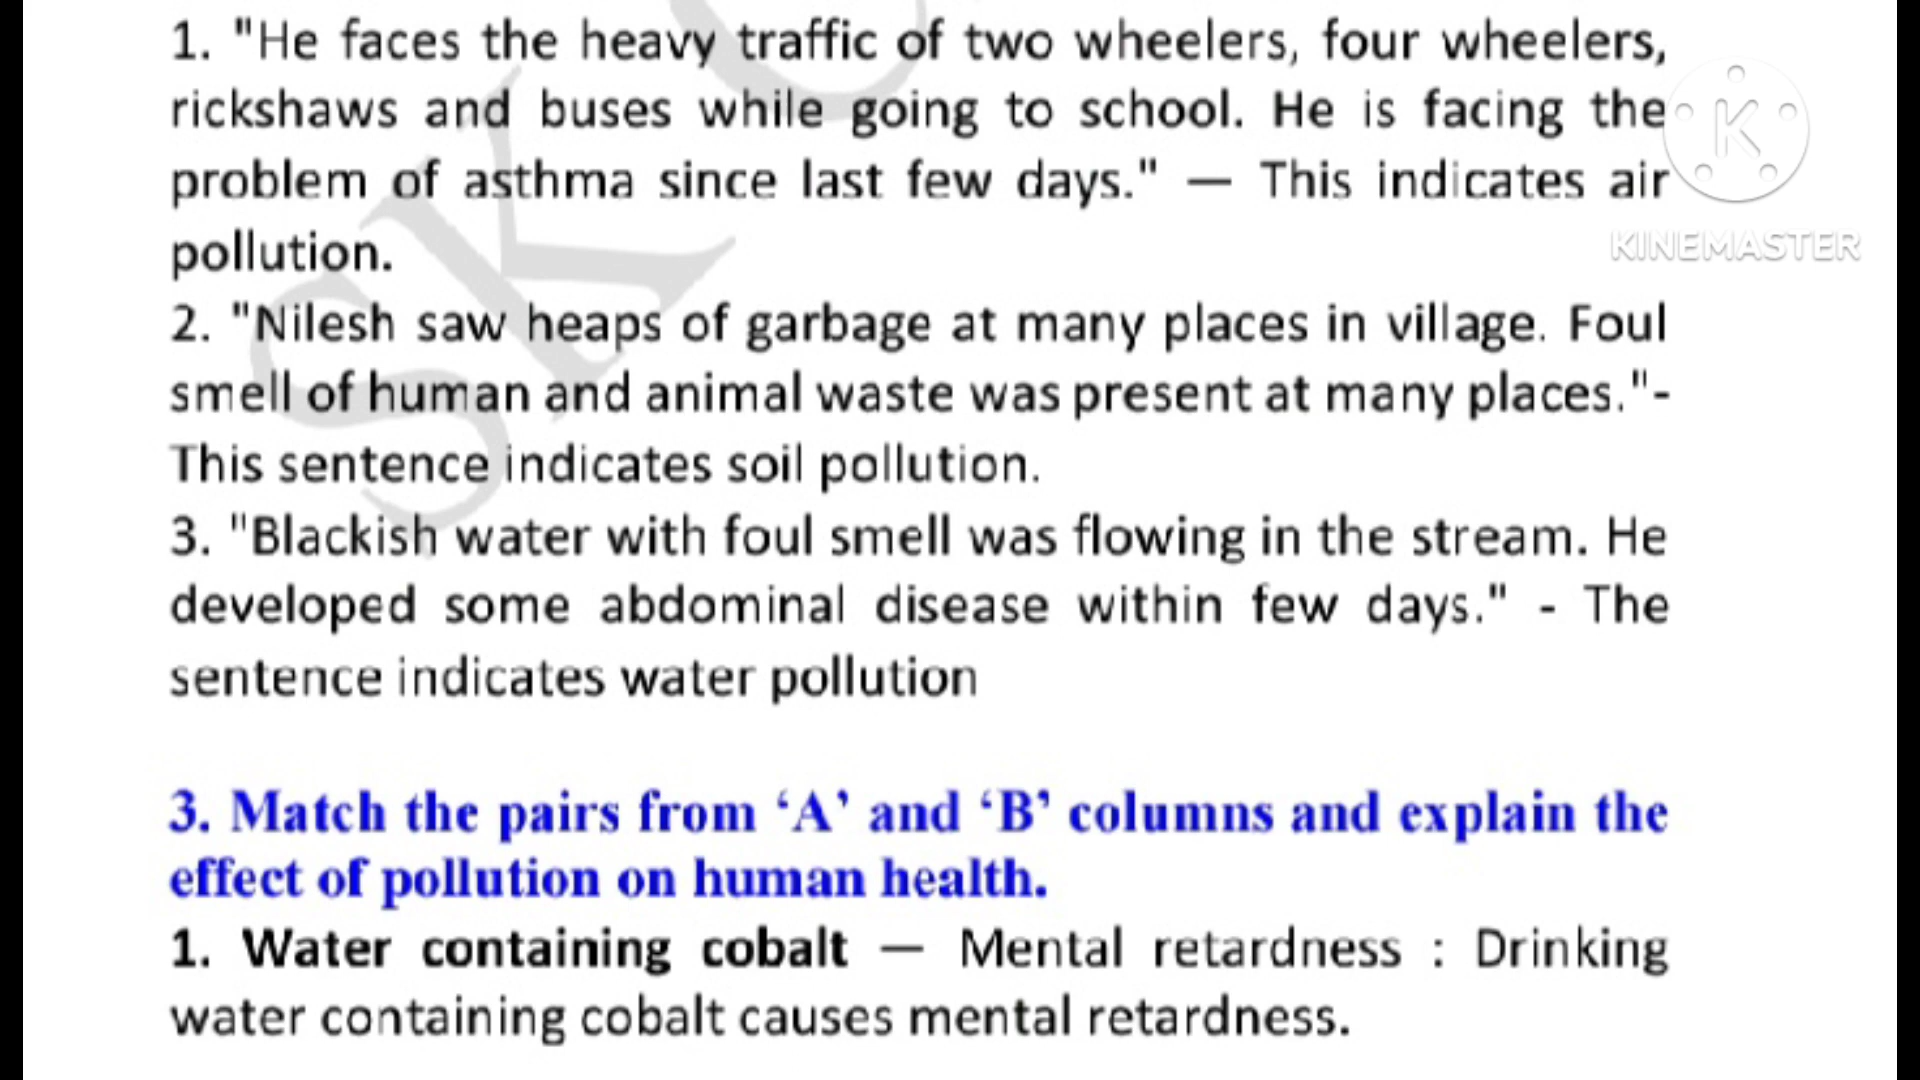 1. "He faces the heavy traffic of two wheelers, four wheelers,
rickshaws and buses while going to school. He is facing the
problem of asthma since last few days." — This indicates air
pollution.
2. "Nilesh saw heaps of garbage at many places in village. Foul
smell of human and animal waste was present at many places."-
This sentence indicates soil pollution.
3. "Blackish water with foul smell was flowing in the stream. He
developed some abdominal disease within few days." - The
sentence indicates water pollution
3. Match the pairs from ‘A’ and ‘B’ columns and explain the
effect of pollution on human health.
1. Water containing cobalt — Mental retardness : Drinking
water containing cobalt causes mental retardness.
K
KINEMASTER
SK